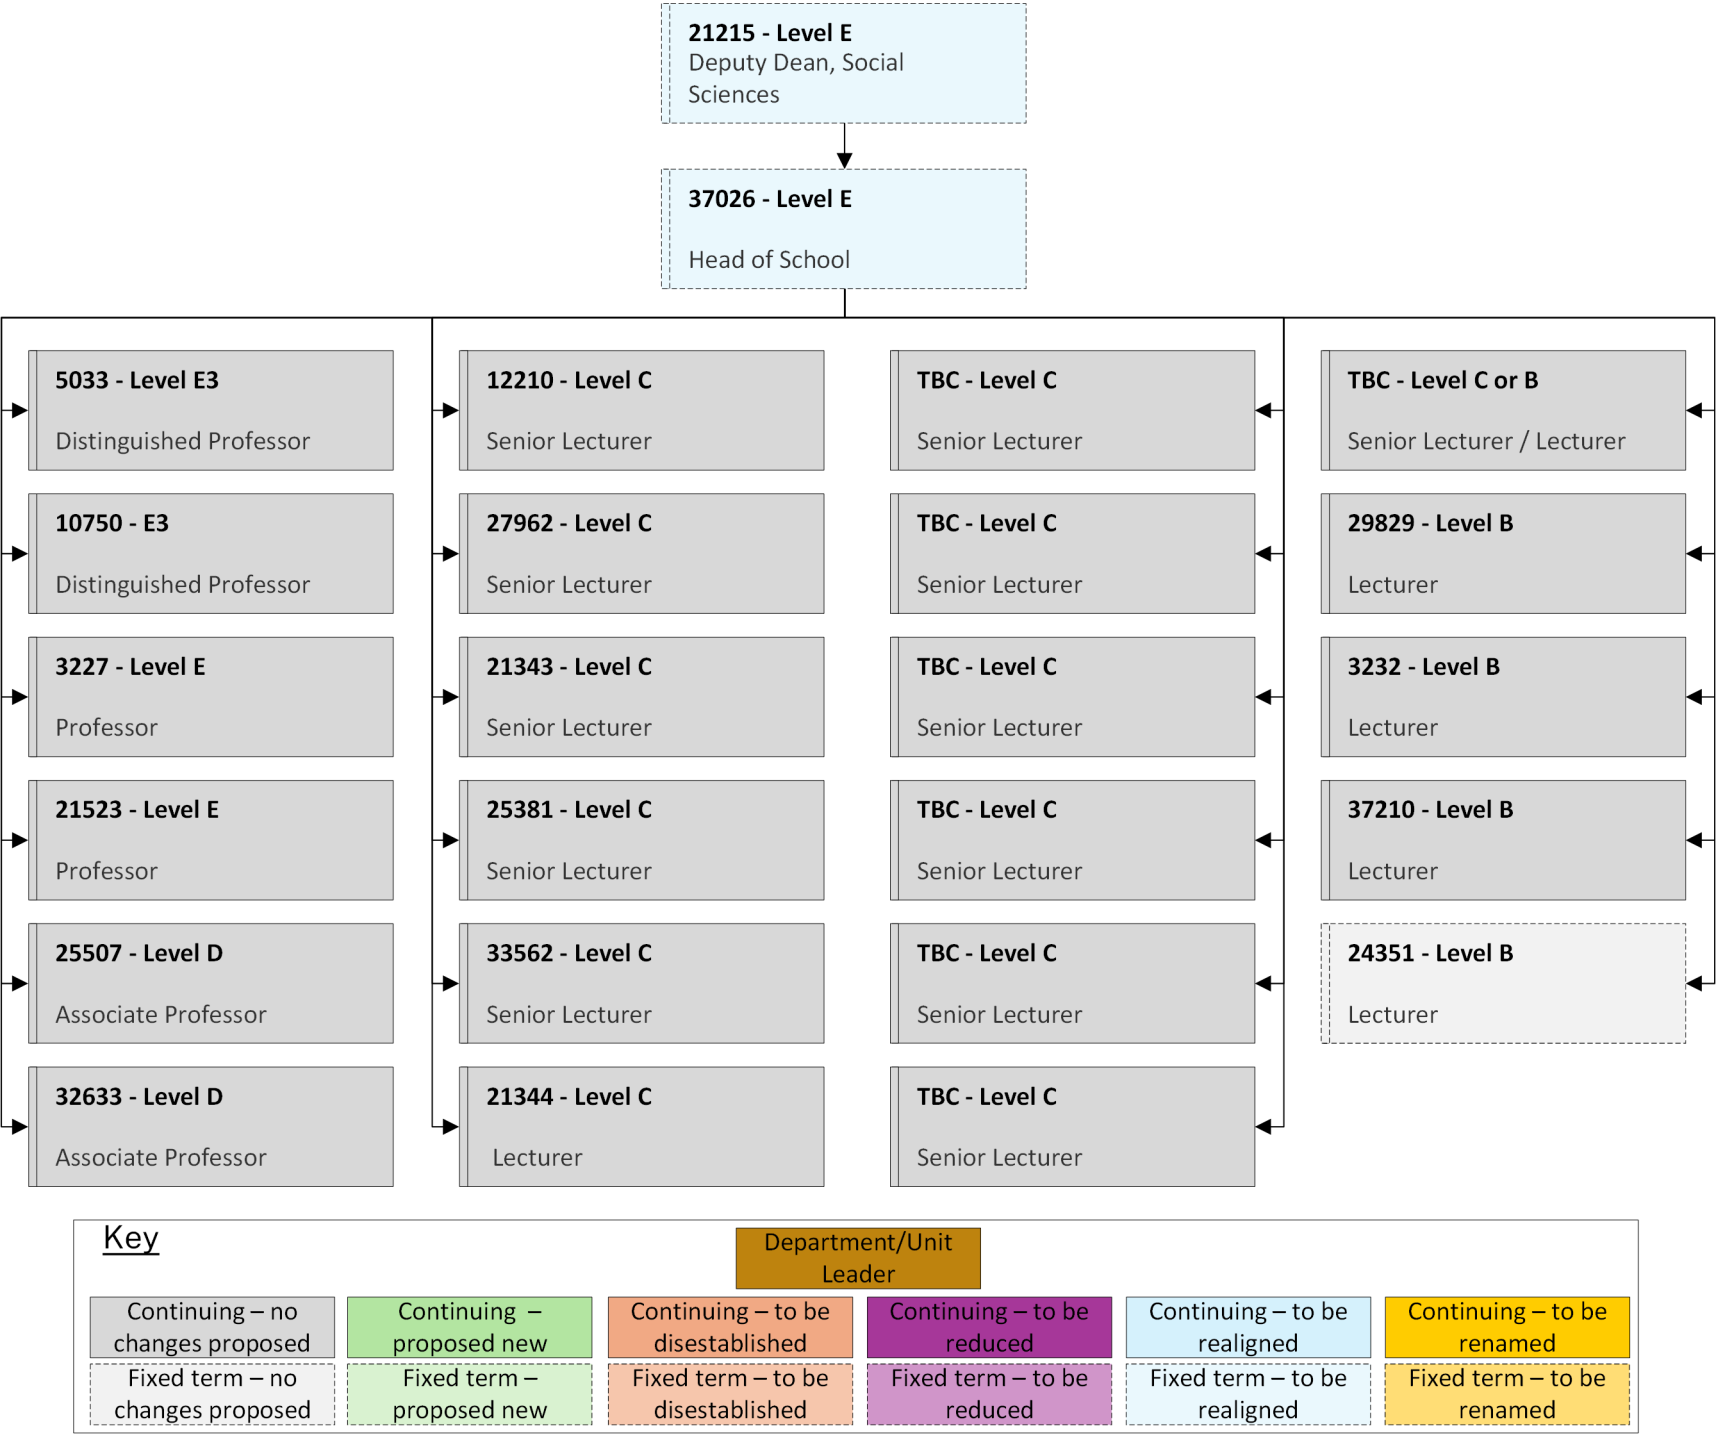 21215 - Level E
Deputy Dean, Social
Sciences
37026 - Level E
Head of School
5033 - Level E3
Distinguished Professor
10750 - E3
Distinguished Professor
3227 - Level E
Professor
21523 - Level E
Professor
25507 - Level D
Associate Professor
32633 - Level D
Associate Professor
12210 - Level C
Senior Lecturer
27962 - Level C
Senior Lecturer
21343 - Level C
Senior Lecturer
25381 - Level C
Senior Lecturer
33562 - Level C
Senior Lecturer
21344 - Level C
Lecturer
TBC - Level C
Senior Lecturer
TBC - Level C
Senior Lecturer
TBC - Level C
Senior Lecturer
TBC - Level C
Senior Lecturer
TBC - Level C
Senior Lecturer
TBC - Level C
Senior Lecturer
TBC - Level C or B
Senior Lecturer / Lecturer
29829 - Level B
Lecturer
3232 - Level B
Lecturer
37210 - Level B
Lecturer
24351 - Level B
Lecturer
Key
Department/Unit
Leader
Continuing – no
changes proposed
Continuing –
proposed new
Continuing – to be
disestablished
Continuing – to be
reduced
Continuing – to be
realigned
Continuing – to be
renamed
Fixed term – no
changes proposed
Fixed term –
proposed new
Fixed term – to be
disestablished
Fixed term – to be
reduced
Fixed term – to be
realigned
Fixed term – to be
renamed